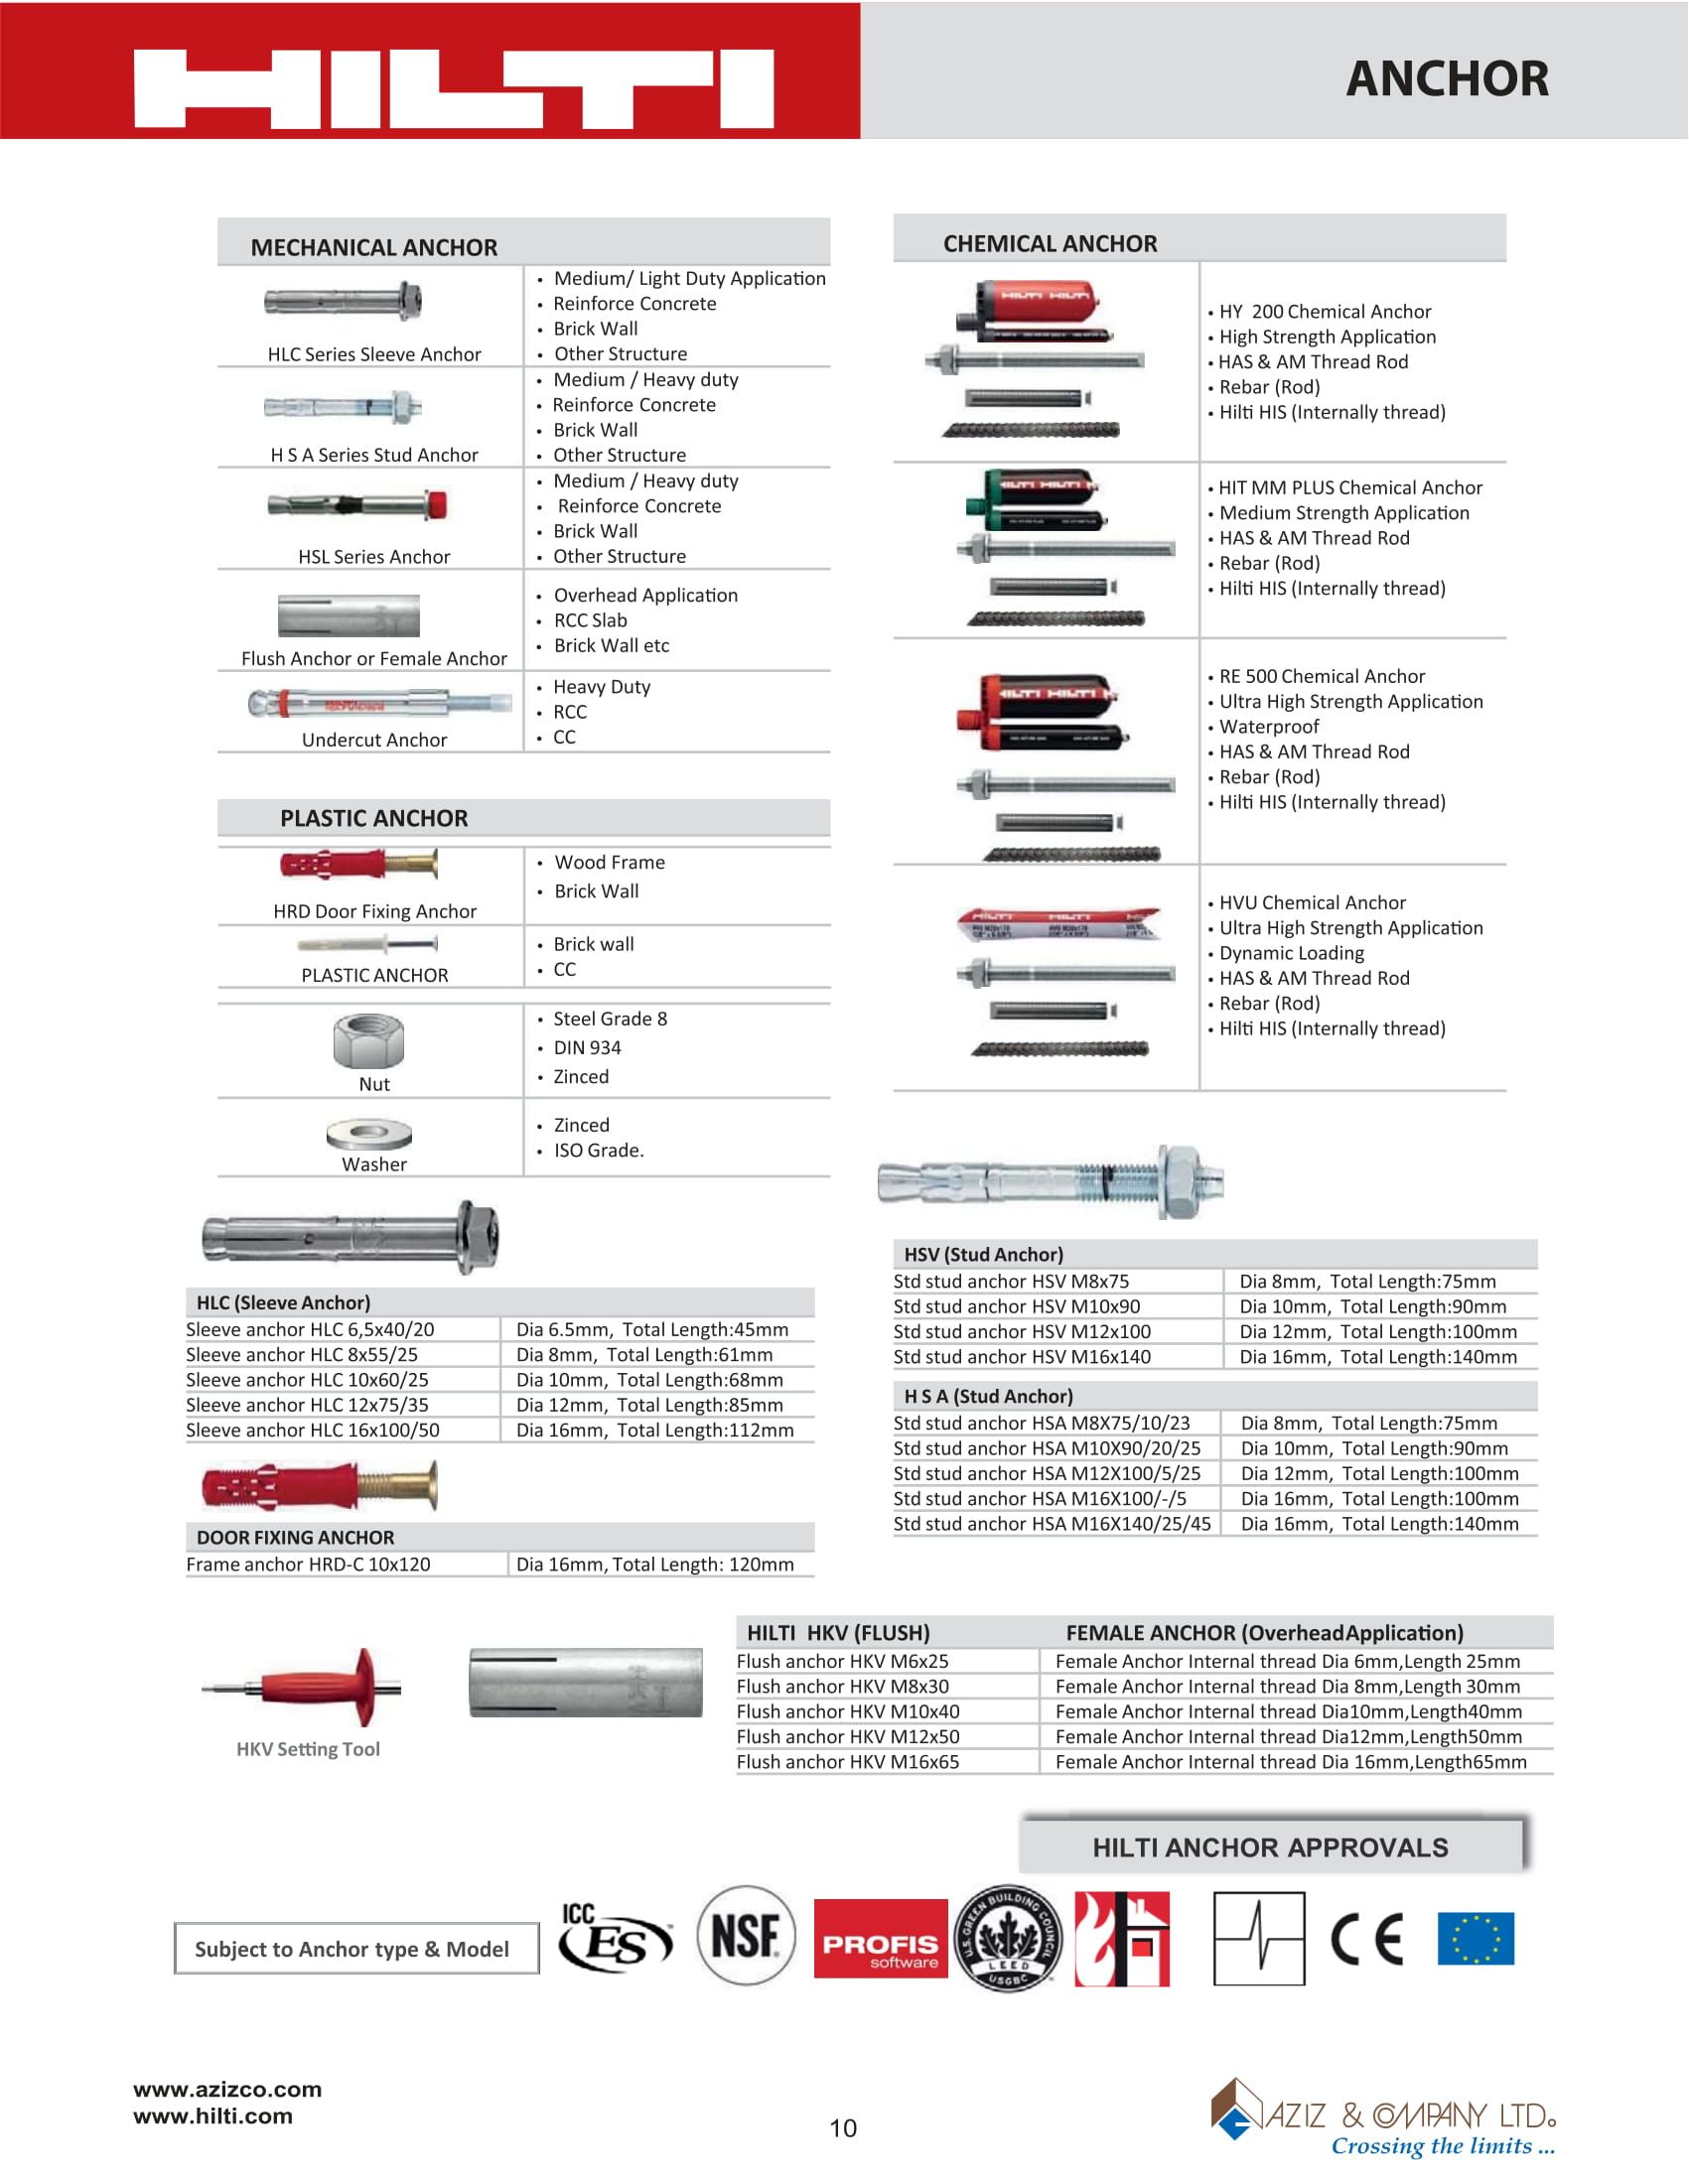 HILTI
ANCHOR
MECHANICAL ANCHOR
HLC Series Sleeve Anchor
• Medium/ Light Duty Application
• Reinforce Concrete
• Brick Wall
• Other Structure
H S A Series Stud Anchor
• Medium / Heavy duty
• Reinforce Concrete
• Brick Wall
• Other Structure
HSL Series Anchor
• Medium / Heavy duty
• Reinforce Concrete
• Brick Wall
• Other Structure
Flush Anchor or Female Anchor
• Overhead Application
• RCC Slab
• Brick Wall etc
Undercut Anchor
• Heavy Duty
• RCC
• CC
PLASTIC ANCHOR
HRD Door Fixing Anchor
• Wood Frame
• Brick Wall
PLASTIC ANCHOR
• Brick wall
• CC
Nut
• Steel Grade 8
• DIN 934
• Zinced
Washer
• Zinced
• ISO Grade.
CHEMICAL ANCHOR
HILTI HILTI
• HY 200 Chemical Anchor
• High Strength Application
• HAS & AM Thread Rod
• Rebar (Rod)
• Hilti HIS (Internally thread)
HILTI HILTI
• HIT MM PLUS Chemical Anchor
• Medium Strength Application
• HAS & AM Thread Rod
• Rebar (Rod)
• Hilti HIS (Internally thread)
HILTI HILTI
• RE 500 Chemical Anchor
• Ultra High Strength Application
• Waterproof
• HAS & AM Thread Rod
• Rebar (Rod)
• Hilti HIS (Internally thread)
HILTI HILTI
• HVU Chemical Anchor
• Ultra High Strength Application
• Dynamic Loading
• HAS & AM Thread Rod
• Rebar (Rod)
• Hilti HIS (Internally thread)
HLC (Sleeve Anchor)
Sleeve anchor HLC 6,5x40/20 Dia 6.5mm, Total Length:45mm
Sleeve anchor HLC 8x55/25 Dia 8mm, Total Length:61mm
Sleeve anchor HLC 10x60/25 Dia 10mm, Total Length:68mm
Sleeve anchor HLC 12x75/35 Dia 12mm, Total Length:85mm
Sleeve anchor HLC 16x100/50 Dia 16mm, Total Length:112mm
DOOR FIXING ANCHOR
Frame anchor HRD-C 10x120 Dia 16mm, Total Length: 120mm
HSV (Stud Anchor)
Std stud anchor HSV M8x75 Dia 8mm, Total Length:75mm
Std stud anchor HSV M10x90 Dia 10mm, Total Length:90mm
Std stud anchor HSV M12x100 Dia 12mm, Total Length:100mm
Std stud anchor HSV M16x140 Dia 16mm, Total Length:140mm
H S A (Stud Anchor)
Std stud anchor HSA M8X75/10/23 Dia 8mm, Total Length:75mm
Std stud anchor HSA M10X90/20/25 Dia 10mm, Total Length:90mm
Std stud anchor HSA M12X100/5/25 Dia 12mm, Total Length:100mm
Std stud anchor HSA M16X100/-/5 Dia 16mm, Total Length:100mm
Std stud anchor HSA M16X140/25/45 Dia 16mm, Total Length:140mm
HKV Setting Tool
HILTI HKV (FLUSH) FEMALE ANCHOR (OverheadApplication)
Flush anchor HKV M6x25 Female Anchor Internal thread Dia 6mm,Length 25mm
Flush anchor HKV M8x30 Female Anchor Internal thread Dia 8mm,Length 30mm
Flush anchor HKV M10x40 Female Anchor Internal thread Dia10mm,Length40mm
Flush anchor HKV M12x50 Female Anchor Internal thread Dia12mm,Length50mm
Flush anchor HKV M16x65 Female Anchor Internal thread Dia 16mm,Length65mm
HILTI ANCHOR APPROVALS
Subject to Anchor type & Model
ICC
ES
NSF
PROFIS
software
U.S. GREEN BUILDING COUNCIL
LEED
USGBC
CE
www.azizco.com
www.hilti.com
10
AZIZ & COMPANY LTD.
Crossing the limits ...